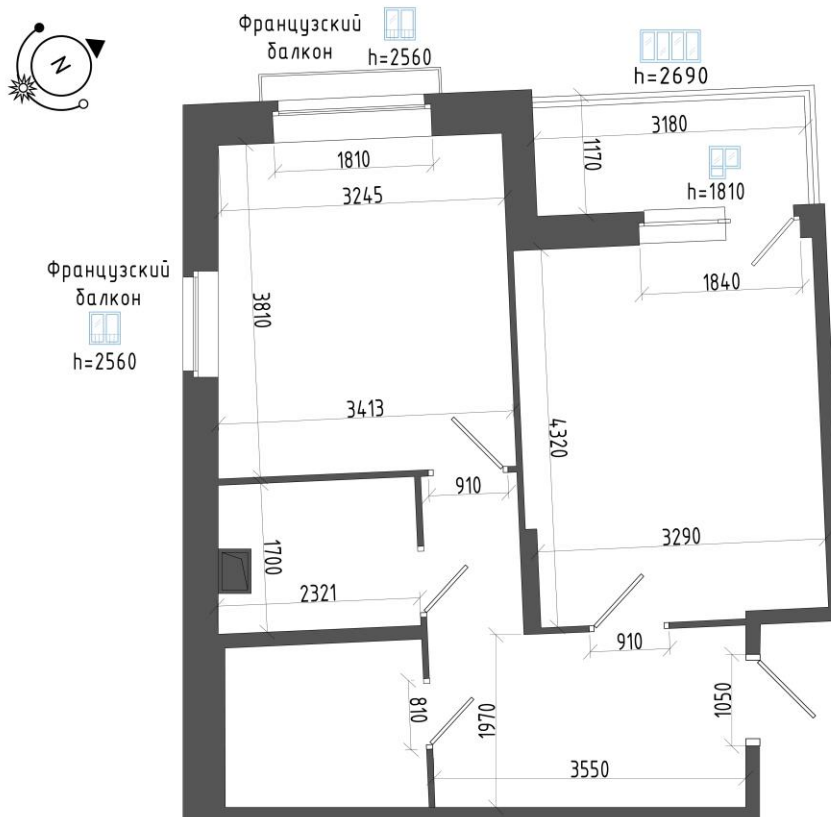 Французский
балкон
h=2560
h=2690
N
3180
1170
1810
h=1810
3245
Французский
балкон
h=2560
3810
1840
3413
4320
910
1700
3290
2321
910
810
1970
1050
3550